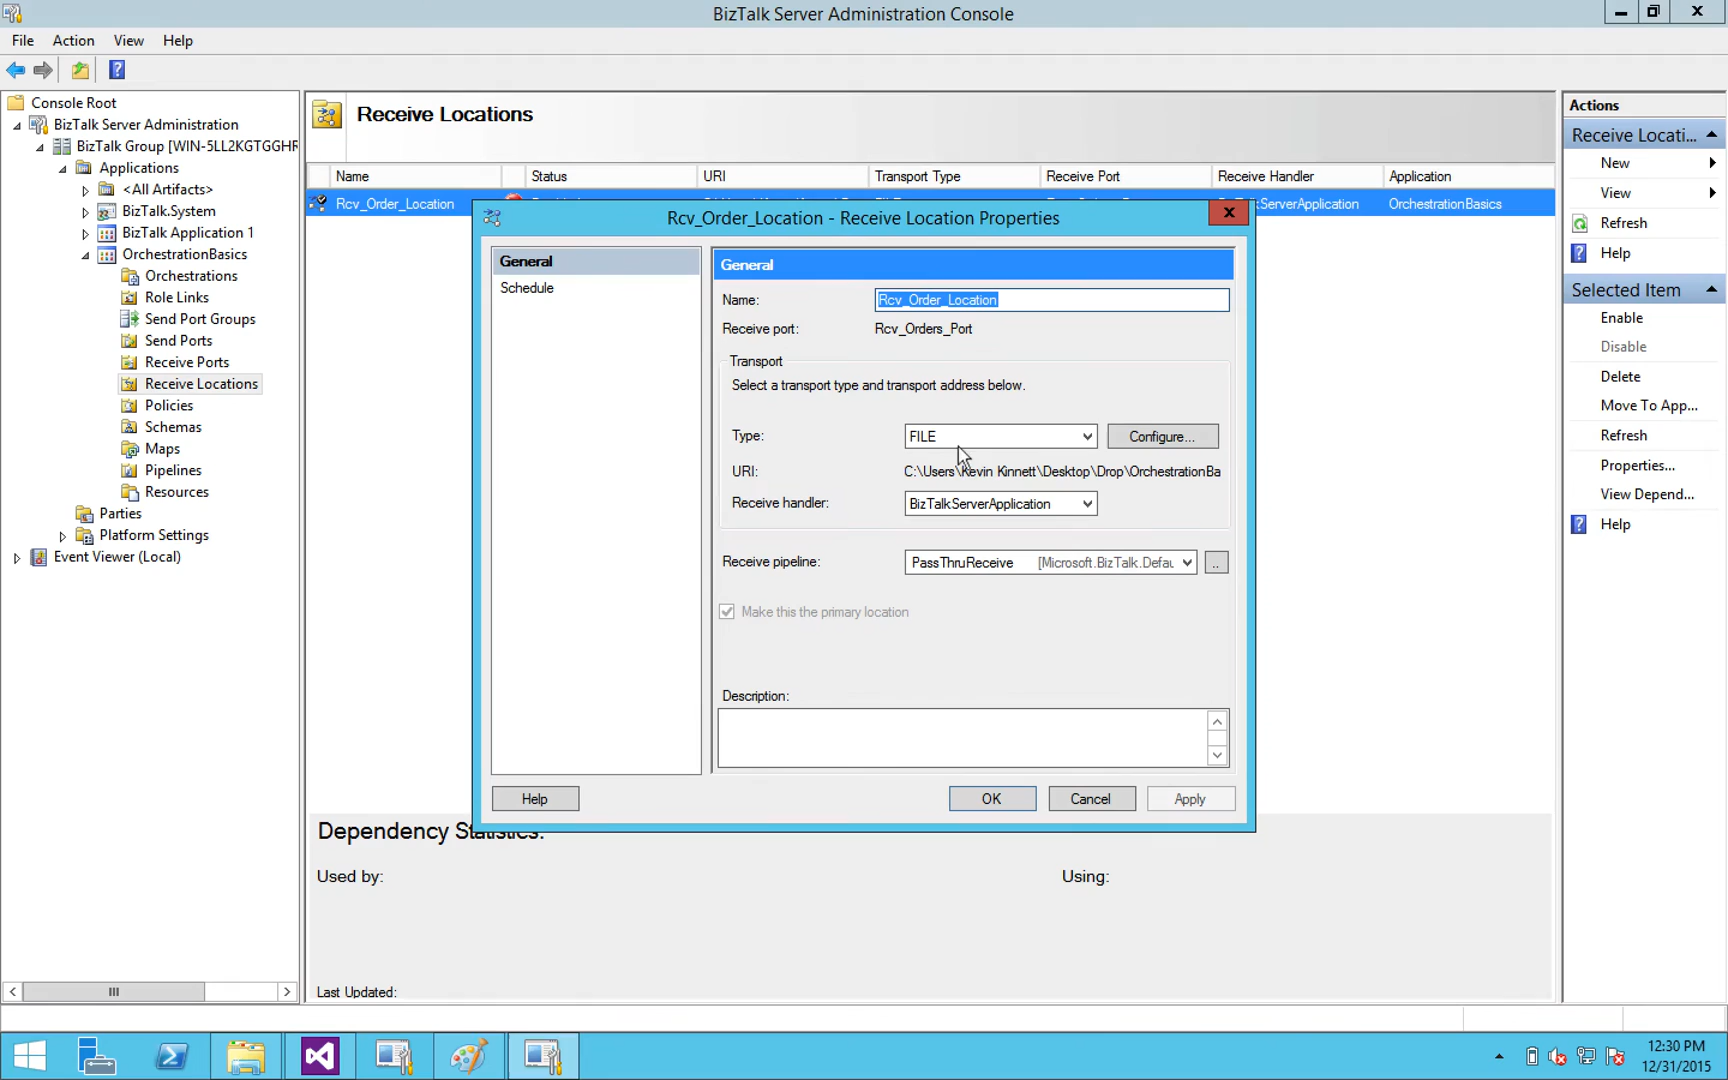 BizTalk Server Administration Console
File Action View Help
Console Root
BizTalk Server Administration
BizTalk Group [WIN-5LL2KGTGGHR
Applications
<All Artifacts>
BizTalk.System
BizTalk Application 1
OrchestrationBasics
Orchestrations
Role Links
Send Port Groups
Send Ports
Receive Ports
Receive Locations
Policies
Schemas
Maps
Pipelines
Resources
Parties
Platform Settings
Event Viewer (Local)
Receive Locations
Name Status URI Transport Type Receive Port Receive Handler Application
Rcv_Order_Location kServerApplication OrchestrationBasics
Rcv_Order_Location - Receive Location Properties
General
Schedule
General
Name: Rcv_Order_Location
Receive port: Rcv_Orders_Port
Transport
Select a transport type and transport address below.
Type: FILE Configure...
URI: C:\Users\Kevin Kinnett\Desktop\Drop\OrchestrationBa
Receive handler: BizTalkServerApplication
Receive pipeline: PassThruReceive [Microsoft.BizTalk.Defau ..
Make this the primary location
Description:
Help OK Cancel Apply
Dependency Statistics:
Used by: Using:
Last Updated:
Actions
Receive Locati...
New
View
Refresh
Help
Selected Item
Enable
Disable
Delete
Move To App...
Refresh
Properties...
View Depend...
Help
12:30 PM
12/31/2015